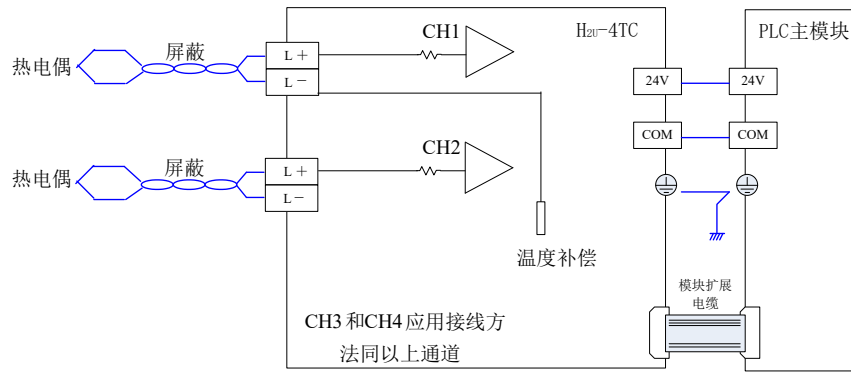 热电偶
屏蔽
L+
L-
CH1
H2U-4TC
PLC主模块
24V
24V
COM
COM
热电偶
屏蔽
L+
L-
CH2
温度补偿
模块扩展
电缆
CH3 和CH4 应用接线方
法同以上通道